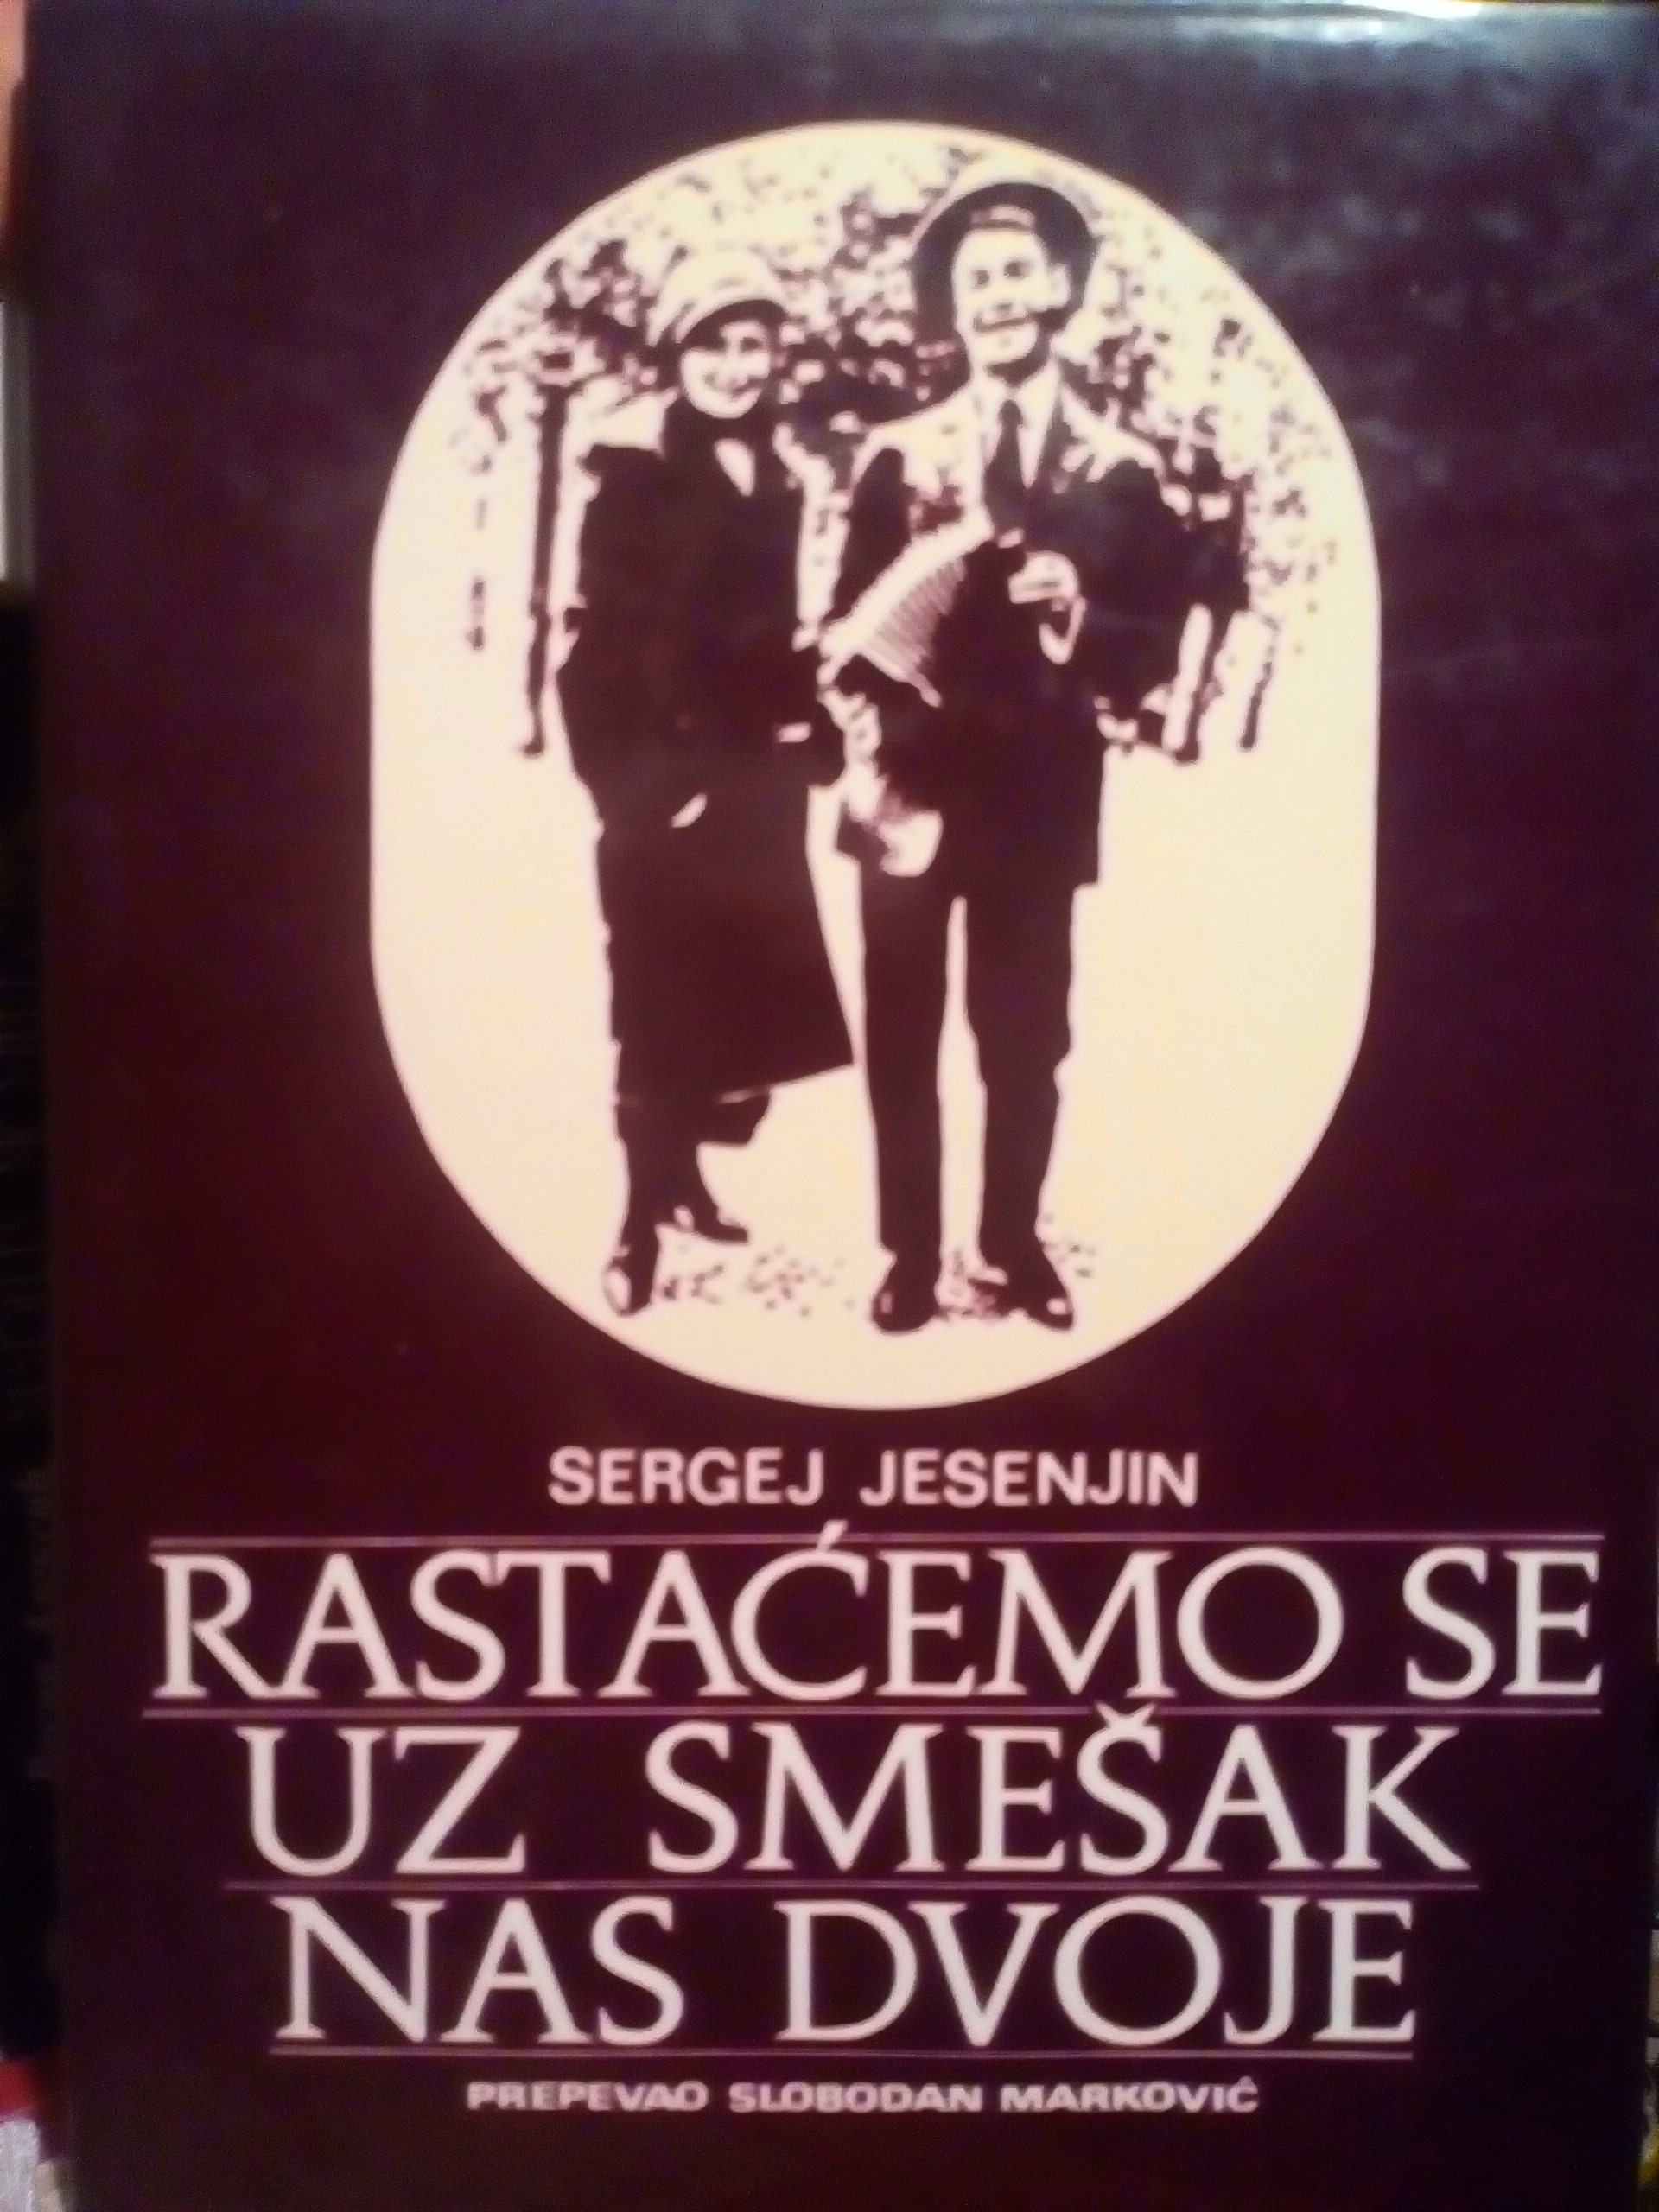 SERGEJ JESENJIN
RASTAĆEMO SE
UZ SMEŠAK
NAS DVOJE
PREPEVAO SLOBODAN MARKOVIĆ